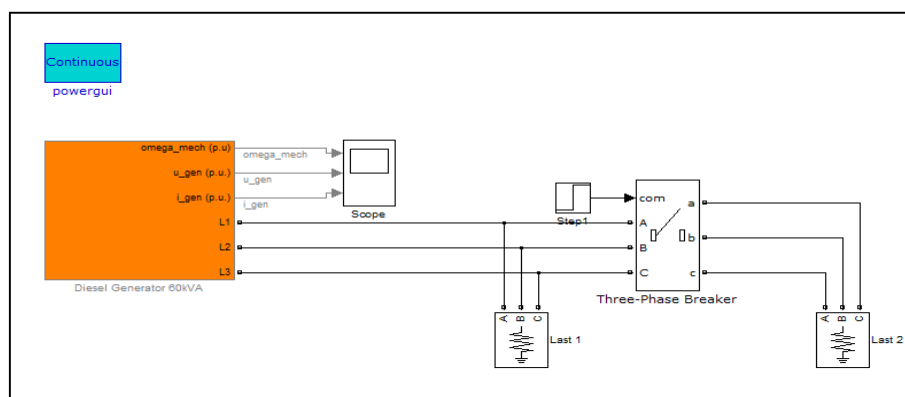 Continuous
powergui
omega_mech (p.u)
omega_mech
u_gen (p.u.)
u_gen
i_gen (p.u.)
i_gen
Scope
L1
L2
L3
Diesel Generator 60kVA
Step1
com
A
B
C
a
b
c
Three-Phase Breaker
A B C
Last 1
A B C
Last 2